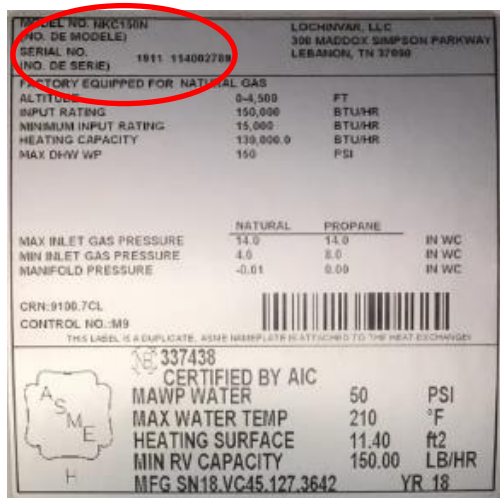 MODEL NO. NKC150N
(NO. DE MODELE)
SERIAL NO. 1811 114002789
(NO. DE SERIE)
LOCHINVAR, LLC
300 MADDOX SIMPSON PARKWAY
LEBANON, TN 37090
FACTORY EQUIPPED FOR NATURAL GAS
ALTITUDE 0-4,500 FT
INPUT RATING 150,000 BTU/HR
MINIMUM INPUT RATING 15,000 BTU/HR
HEATING CAPACITY 139,000.0 BTU/HR
MAX DHW WP 150 PSI
NATURAL PROPANE
MAX INLET GAS PRESSURE 14.0 14.0 IN WC
MIN INLET GAS PRESSURE 4.0 8.0 IN WC
MANIFOLD PRESSURE -0.01 0.00 IN WC
CRN:9100.7CL
CONTROL NO.:M9
THIS LABEL IS A DUPLICATE, ASME NAMEPLATE IS ATTACHED TO THE HEAT EXCHANGER
NB 337438
CERTIFIED BY AIC
ASME
H
MAWP WATER 50 PSI
MAX WATER TEMP 210 °F
HEATING SURFACE 11.40 ft2
MIN RV CAPACITY 150.00 LB/HR
MFG SN18.VC45.127.3642 YR 18